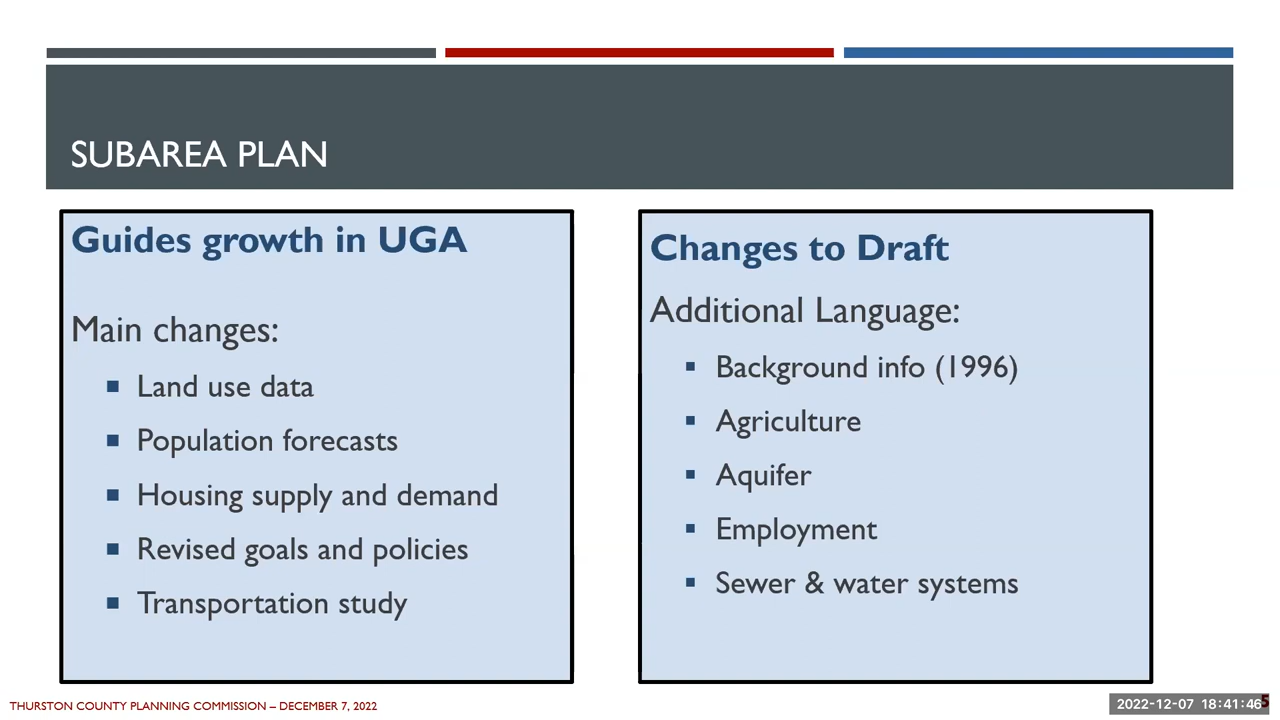 SUBAREA PLAN
Guides growth in UGA
Main changes:
Land use data
Population forecasts
Housing supply and demand
Revised goals and policies
Transportation study
Changes to Draft
Additional Language:
Background info (1996)
Agriculture
Aquifer
Employment
Sewer & water systems
THURSTON COUNTY PLANNING COMMISSION – DECEMBER 7, 2022
2022-12-07 18:41:46
5